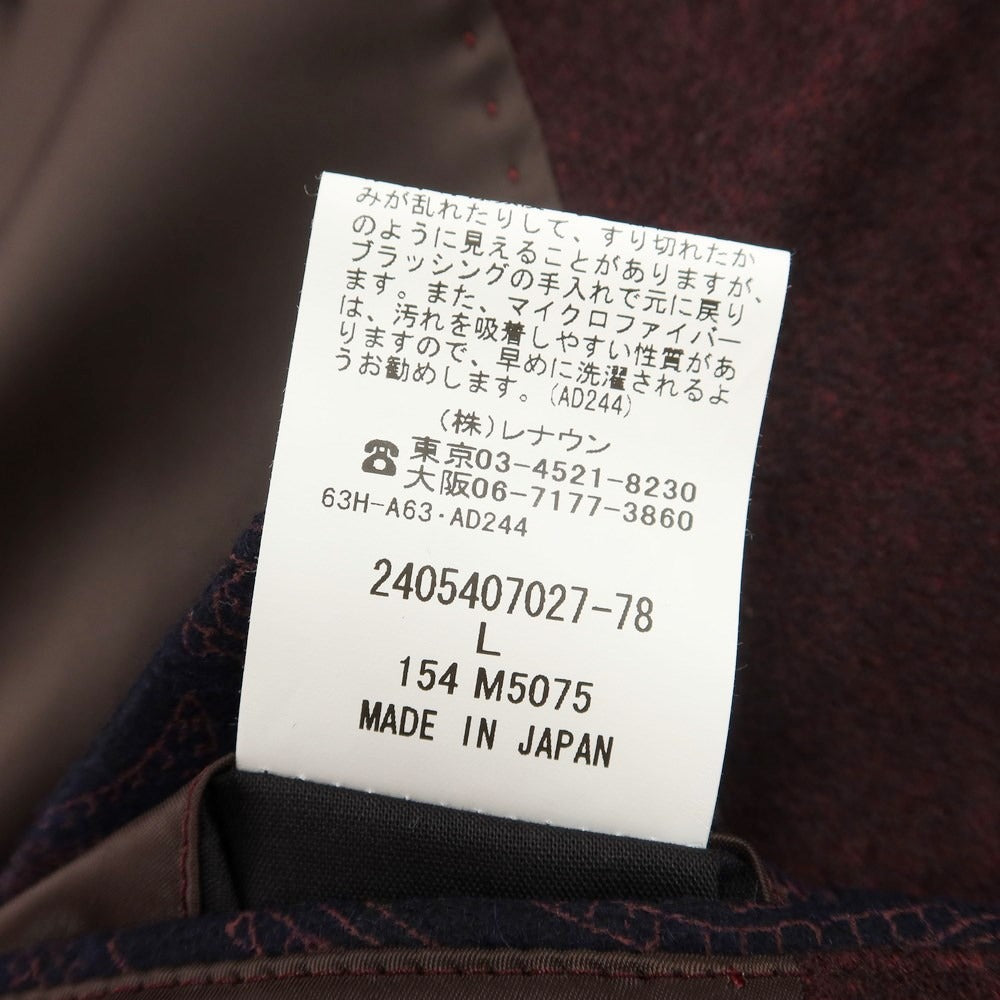 みが乱れたりして、すり切れたか
のように見えることがありますが、
ブラッシングの手入れで元に戻り
ます。また、マイクロファイバー
は、汚れを吸着しやすい性質があ
りますので、早めに洗濯されるよ
うお勧めします。(AD244)
(株)レナウン
☎東京03-4521-8230
大阪06-7177-3860
63H-A63・AD244
2405407027-78
L
154 M5075
MADE IN JAPAN